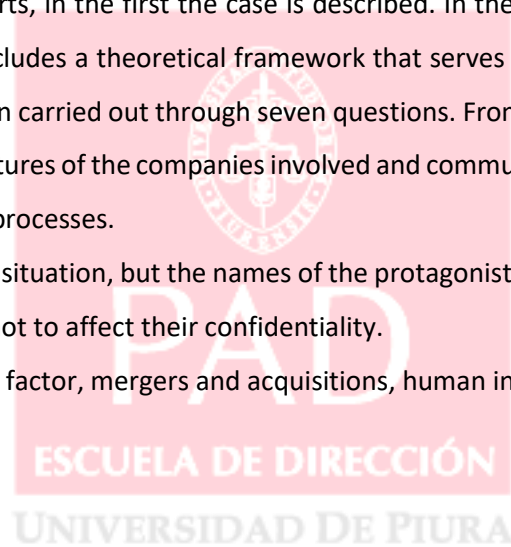 rts, in the first the case is described. In the
cludes a theoretical framework that serves
n carried out through seven questions. From
tures of the companies involved and commu
processes.
situation, but the names of the protagonist
ot to affect their confidentiality.
factor, mergers and acquisitions, human in
PAD
ESCUELA DE DIRECCIÓN
UNIVERSIDAD DE PIURA